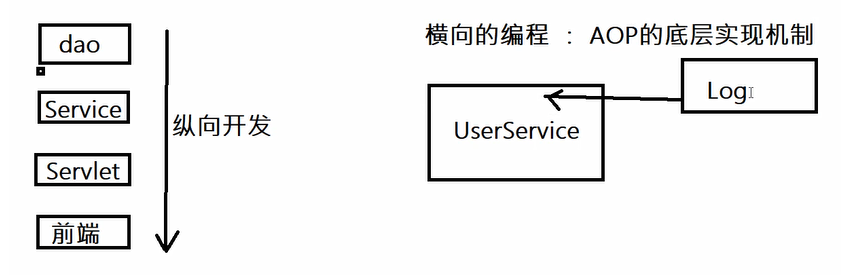 dao
Service
Servlet
前端
纵向开发
横向的编程 : AOP的底层实现机制
UserService
Log